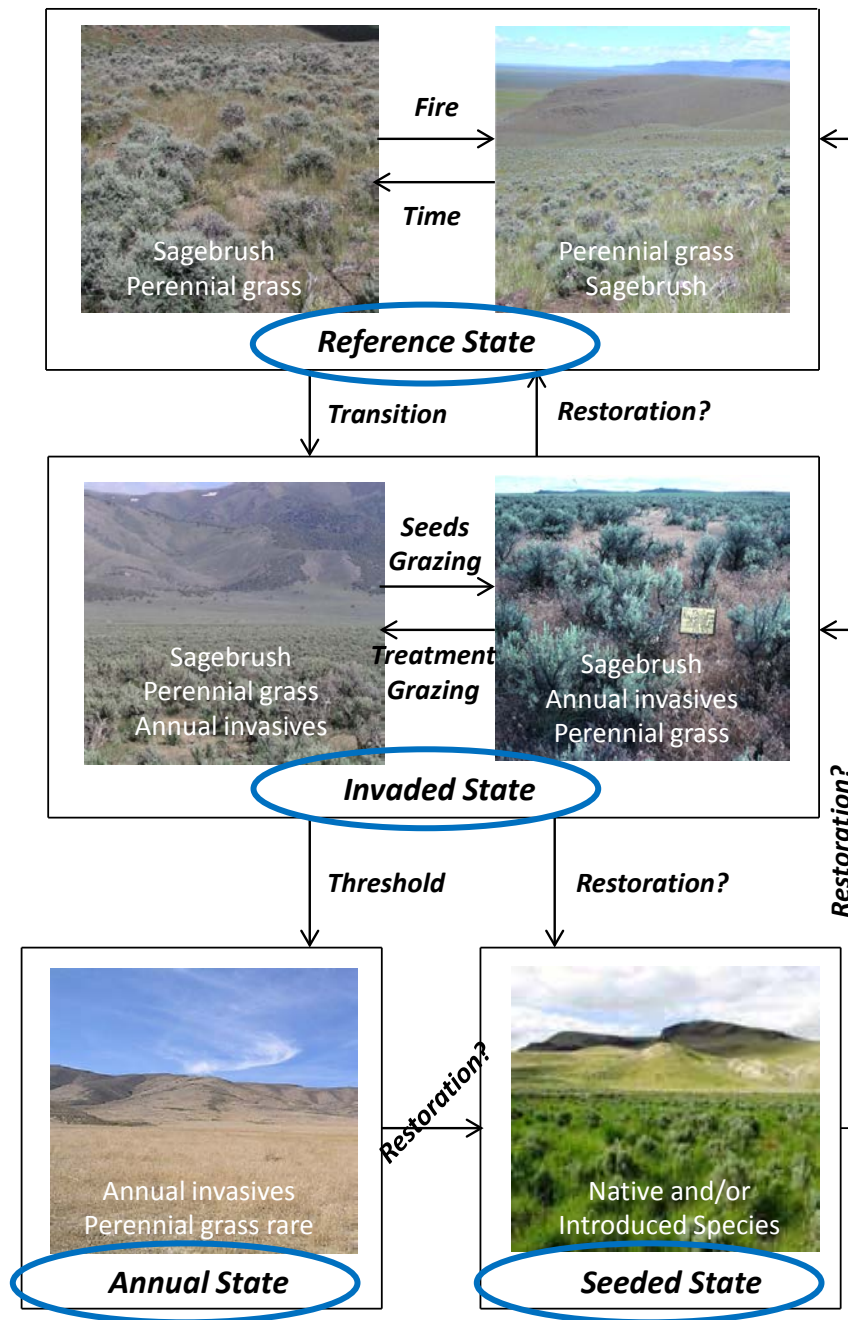 Fire
Time
Sagebrush
Perennial grass
Perennial grass
Sagebrush
Reference State
Transition
Restoration?
Seeds
Grazing
Treatment
Grazing
Sagebrush
Perennial grass
Annual invasives
Sagebrush
Annual invasives
Perennial grass
Invaded State
Threshold
Restoration?
Restoration?
Restoration?
Annual invasives
Perennial grass rare
Native and/or
Introduced Species
Annual State
Seeded State